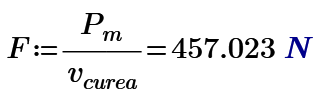 F := P_m / v_curea = 457.023 N